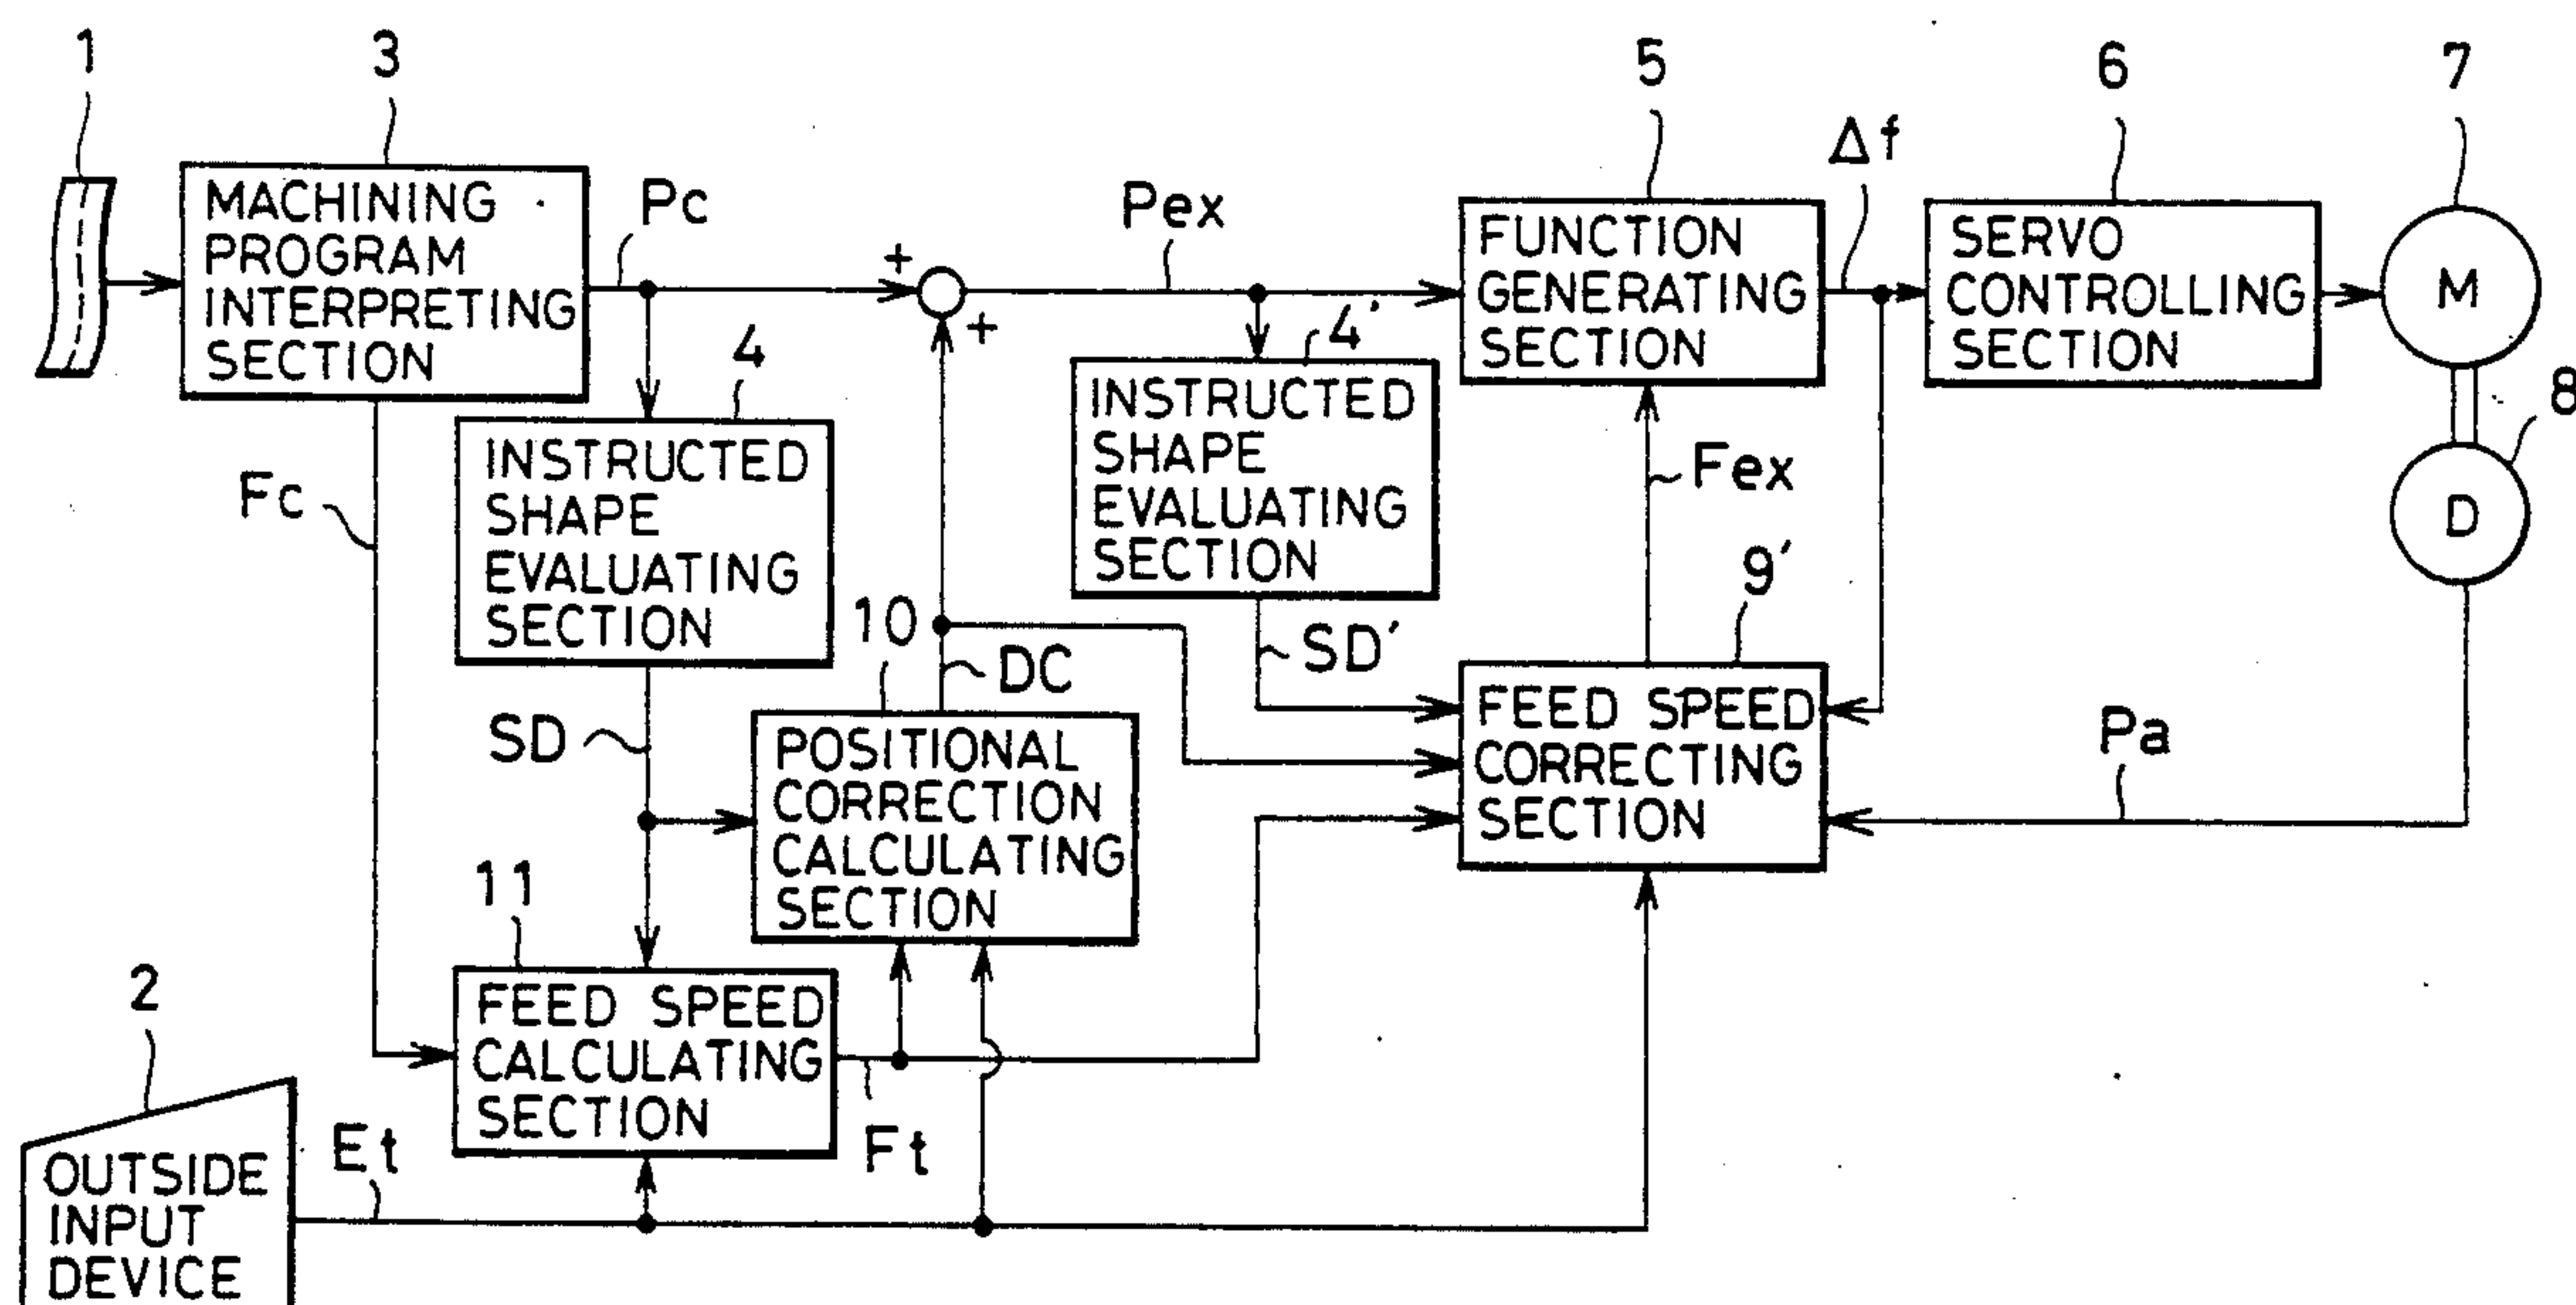 1
3
5
6
7
MACHINING
PROGRAM
INTERPRETING
SECTION
Pc
+
+
Pex
FUNCTION
GENERATING
SECTION
Δf
SERVO
CONTROLLING
SECTION
M
8
D
4
INSTRUCTED
SHAPE
EVALUATING
SECTION
4'
INSTRUCTED
SHAPE
EVALUATING
SECTION
Fc
Fex
9'
SD
10
DC
SD'
POSITIONAL
CORRECTION
CALCULATING
SECTION
FEED SPEED
CORRECTING
SECTION
Pa
11
FEED SPEED
CALCULATING
SECTION
Ft
2
OUTSIDE
INPUT
DEVICE
Et